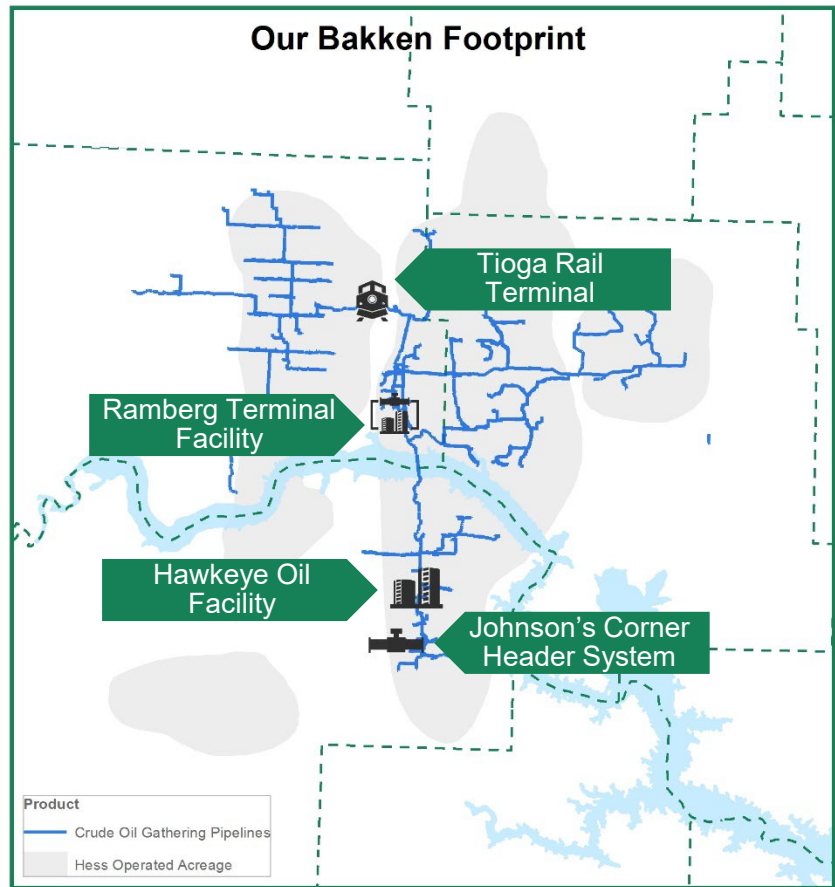 Our Bakken Footprint
Tioga Rail
Terminal
Ramberg Terminal
Facility
Hawkeye Oil
Facility
Johnson’s Corner
Header System
Product
Crude Oil Gathering Pipelines
Hess Operated Acreage